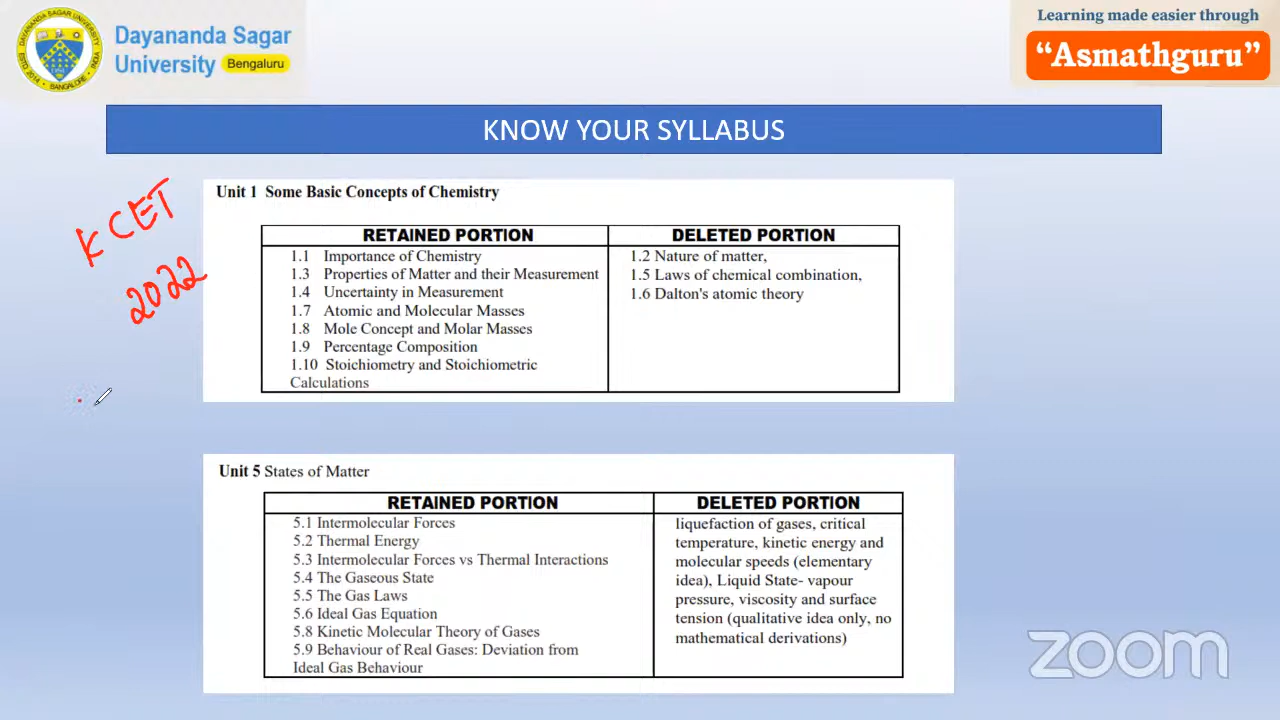 Dayananda Sagar
University Bengaluru
Learning made easier through
“Asmathguru”
KNOW YOUR SYLLABUS
KCET
2022
Unit 1 Some Basic Concepts of Chemistry
RETAINED PORTION
1.1 Importance of Chemistry
1.3 Properties of Matter and their Measurement
1.4 Uncertainty in Measurement
1.7 Atomic and Molecular Masses
1.8 Mole Concept and Molar Masses
1.9 Percentage Composition
1.10 Stoichiometry and Stoichiometric
Calculations
DELETED PORTION
1.2 Nature of matter,
1.5 Laws of chemical combination,
1.6 Dalton's atomic theory
Unit 5 States of Matter
RETAINED PORTION
5.1 Intermolecular Forces
5.2 Thermal Energy
5.3 Intermolecular Forces vs Thermal Interactions
5.4 The Gaseous State
5.5 The Gas Laws
5.6 Ideal Gas Equation
5.8 Kinetic Molecular Theory of Gases
5.9 Behaviour of Real Gases: Deviation from
Ideal Gas Behaviour
DELETED PORTION
liquefaction of gases, critical
temperature, kinetic energy and
molecular speeds (elementary
idea), Liquid State- vapour
pressure, viscosity and surface
tension (qualitative idea only, no
mathematical derivations)
zoom